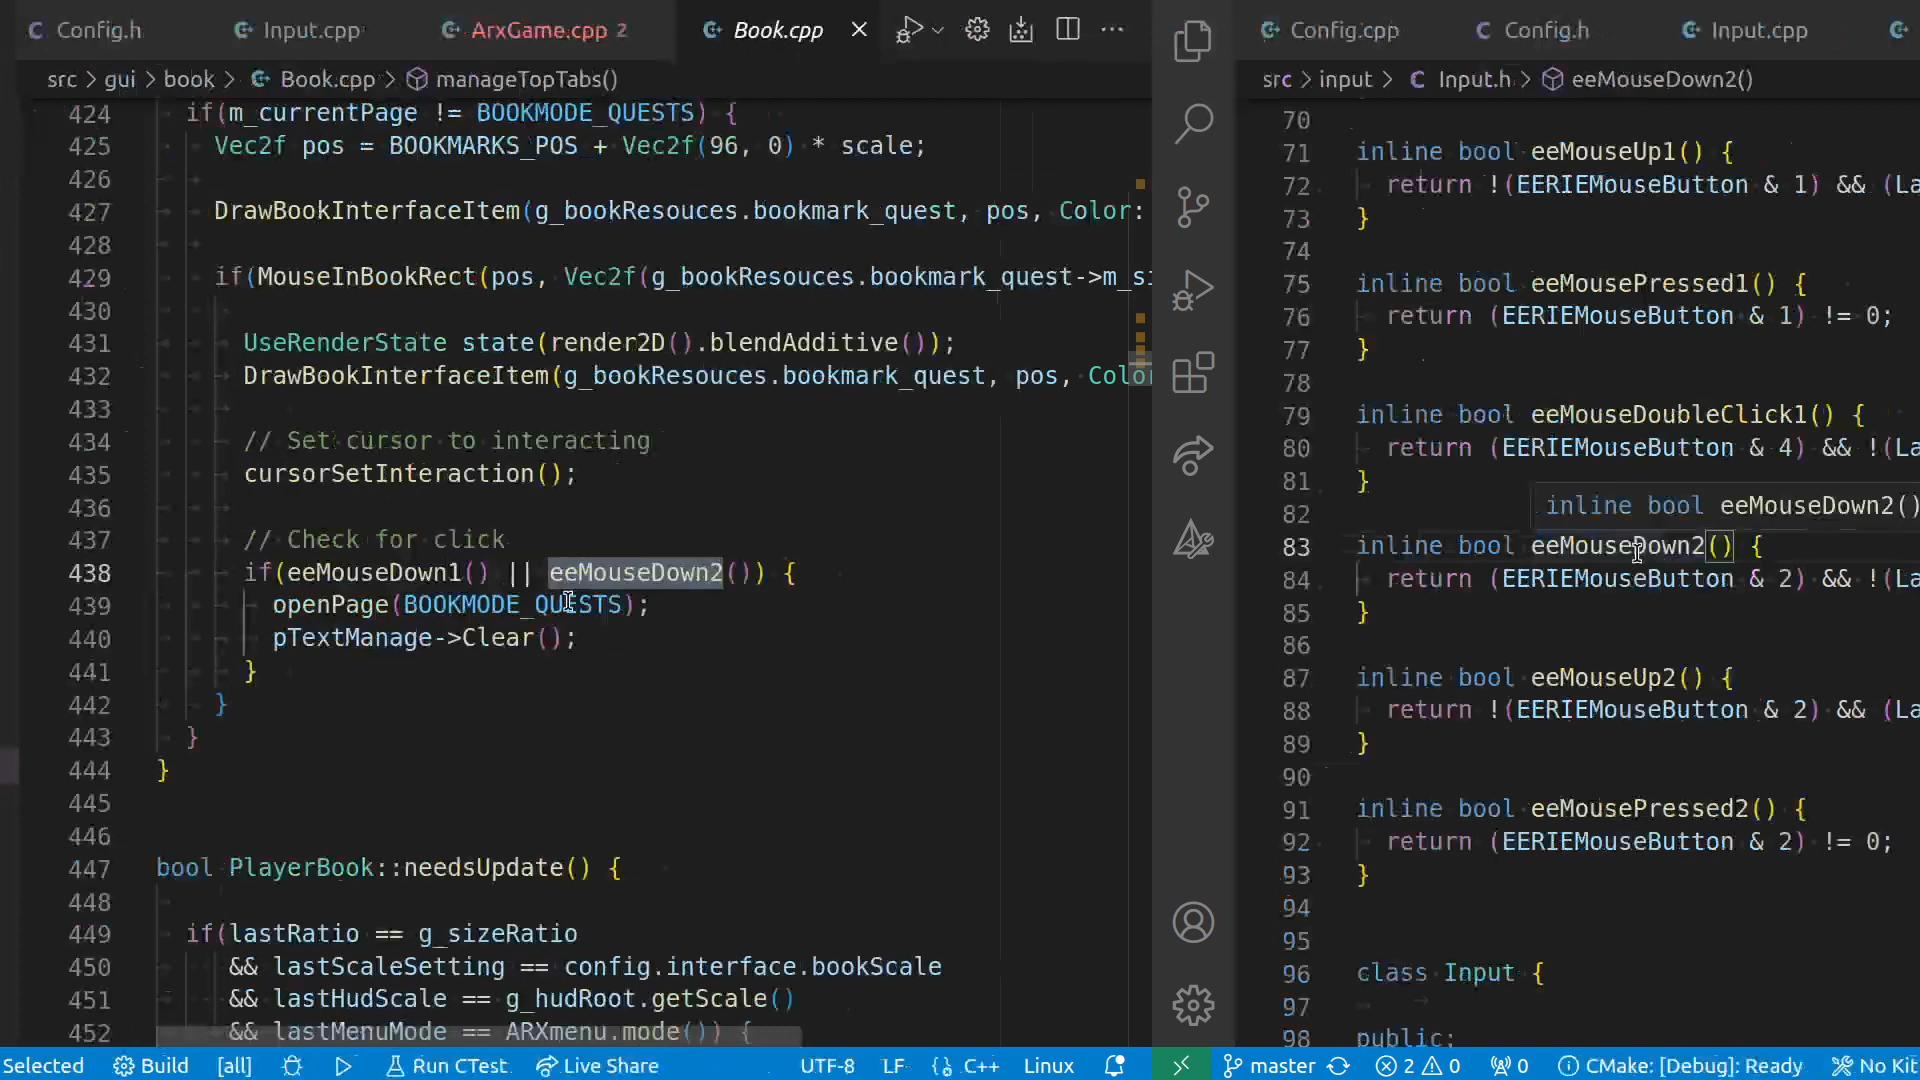 Config.h Input.cpp ArxGame.cpp 2 Book.cpp
src > gui > book > Book.cpp > manageTopTabs()
424 if(m_currentPage != BOOKMODE_QUESTS) {
425 Vec2f pos = BOOKMARKS_POS + Vec2f(96, 0) * scale;
426
427 DrawBookInterfaceItem(g_bookResouces.bookmark_quest, pos, Color:
428
429 if(MouseInBookRect(pos, Vec2f(g_bookResouces.bookmark_quest->m_si
430
431 UseRenderState state(render2D().blendAdditive());
432 DrawBookInterfaceItem(g_bookResouces.bookmark_quest, pos, Color
433
434 // Set cursor to interacting
435 cursorSetInteraction();
436
437 // Check for click
438 if(eeMouseDown1() || eeMouseDown2()) {
439 openPage(BOOKMODE_QUESTS);
440 pTextManage->Clear();
441 }
442 }
443 }
444 }
445
446
447 bool PlayerBook::needsUpdate() {
448
449 if(lastRatio == g_sizeRatio
450 && lastScaleSetting == config.interface.bookScale
451 && lastHudScale == g_hudRoot.getScale()
452 && lastMenuMode == ARXmenu.mode()) {
Config.cpp Config.h Input.cpp
src > input > Input.h > eeMouseDown2()
70
71 inline bool eeMouseUp1() {
72 return !(EERIEMouseButton & 1) && (La
73 }
74
75 inline bool eeMousePressed1() {
76 return (EERIEMouseButton & 1) != 0;
77 }
78
79 inline bool eeMouseDoubleClick1() {
80 return (EERIEMouseButton & 4) && !(La
81 }
82 inline bool eeMouseDown2()
83 inline bool eeMouseDown2() {
84 return (EERIEMouseButton & 2) && !(La
85 }
86
87 inline bool eeMouseUp2() {
88 return !(EERIEMouseButton & 2) && (La
89 }
90
91 inline bool eeMousePressed2() {
92 return (EERIEMouseButton & 2) != 0;
93 }
94
95
96 class Input {
97
98 public:
Selected Build [all] Run CTest Live Share UTF-8 LF {} C++ Linux master 2 0 0 CMake: [Debug]: Ready No Kit